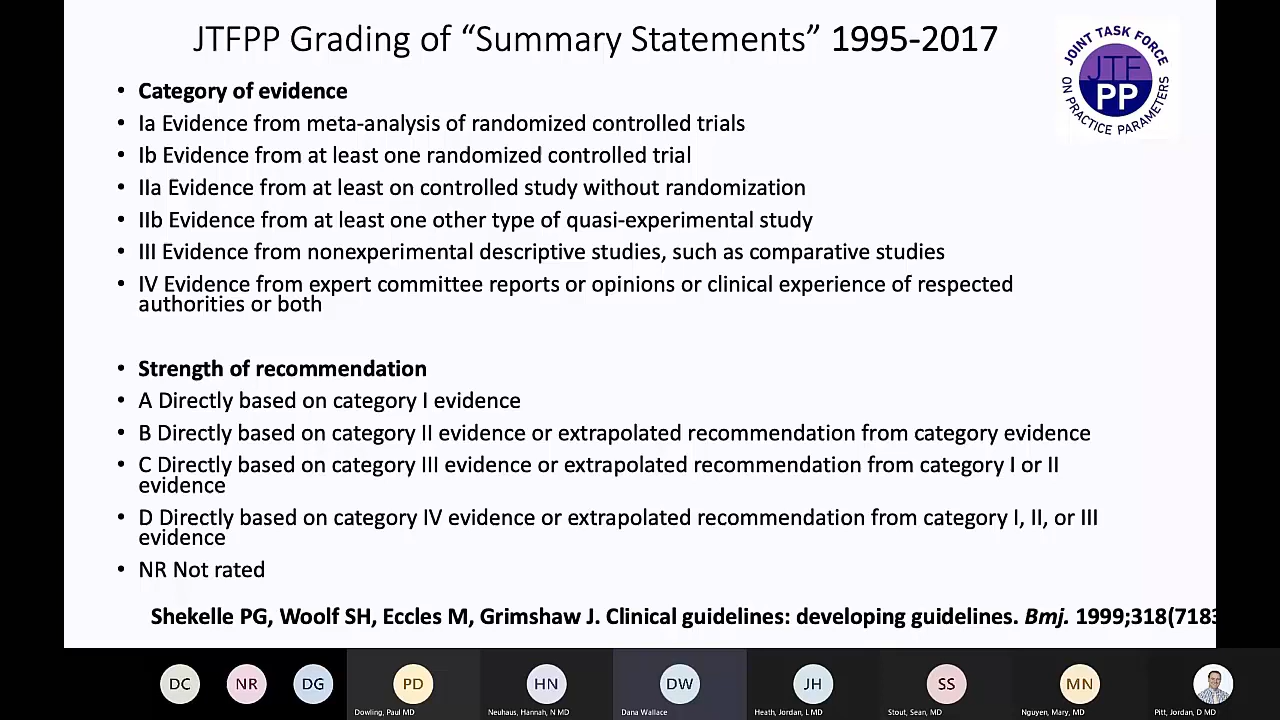 JTFPP Grading of “Summary Statements” 1995-2017
JOINT TASK FORCE
JTF
PP
ON PRACTICE PARAMETERS
• Category of evidence
• Ia Evidence from meta-analysis of randomized controlled trials
• Ib Evidence from at least one randomized controlled trial
• IIa Evidence from at least on controlled study without randomization
• IIb Evidence from at least one other type of quasi-experimental study
• III Evidence from nonexperimental descriptive studies, such as comparative studies
• IV Evidence from expert committee reports or opinions or clinical experience of respected
authorities or both
• Strength of recommendation
• A Directly based on category I evidence
• B Directly based on category II evidence or extrapolated recommendation from category evidence
• C Directly based on category III evidence or extrapolated recommendation from category I or II
evidence
• D Directly based on category IV evidence or extrapolated recommendation from category I, II, or III
evidence
• NR Not rated
Shekelle PG, Woolf SH, Eccles M, Grimshaw J. Clinical guidelines: developing guidelines. Bmj. 1999;318(7183
DC NR DG PD HN DW JH SS MN
Dowling, Paul MD Neuhaus, Hannah, N MD Dana Wallace Heath, Jordan, L MD Stout, Sean, MD Nguyen, Mary, MD Pitt, Jordan, D MD